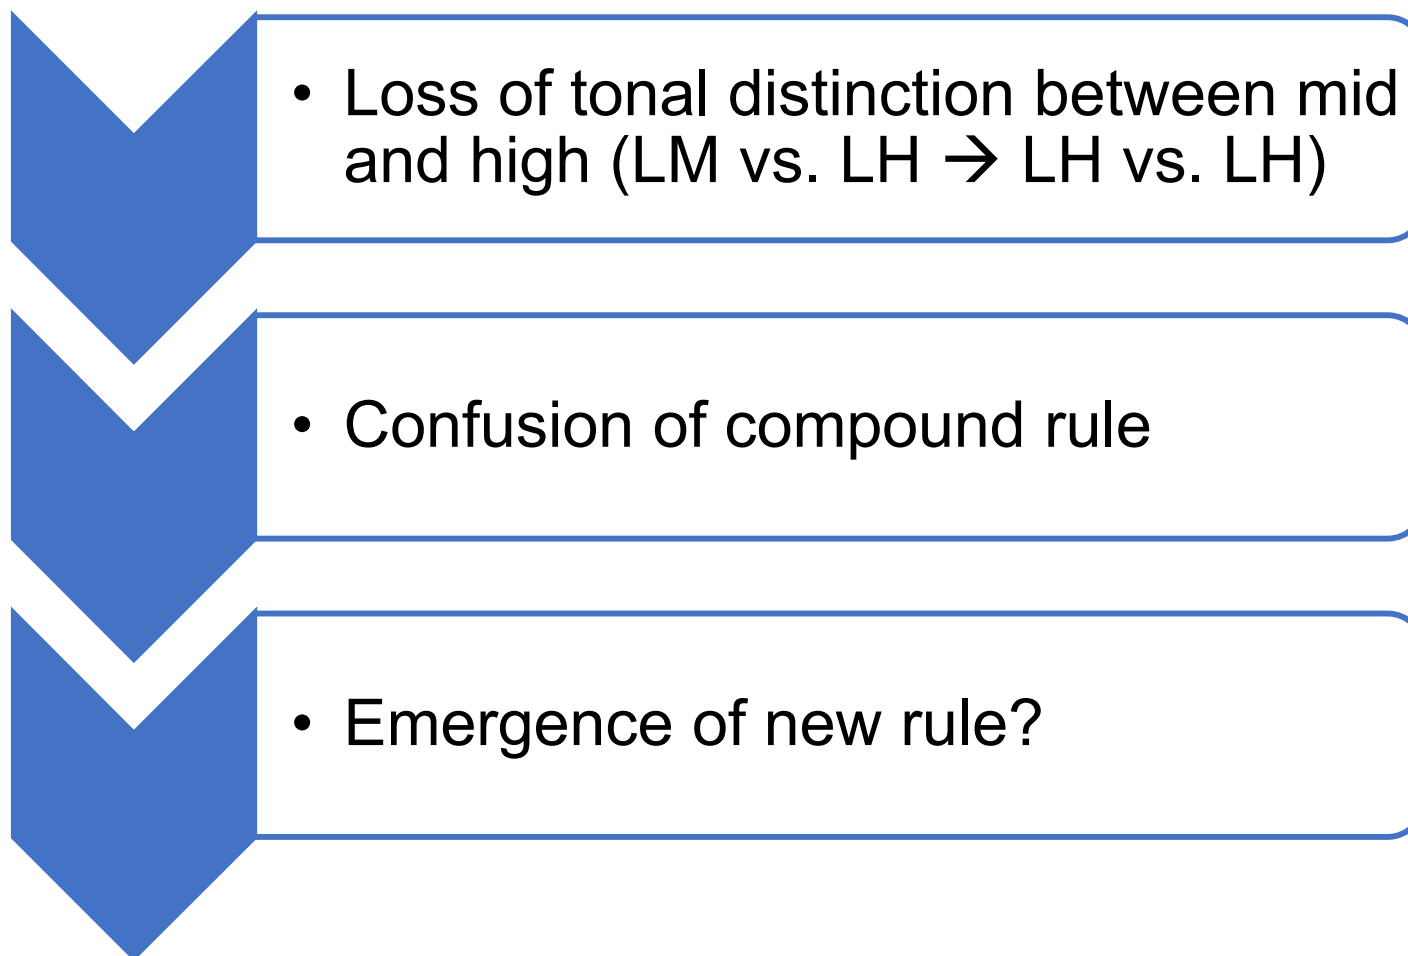 • Loss of tonal distinction between mid
and high (LM vs. LH → LH vs. LH)
• Confusion of compound rule
• Emergence of new rule?